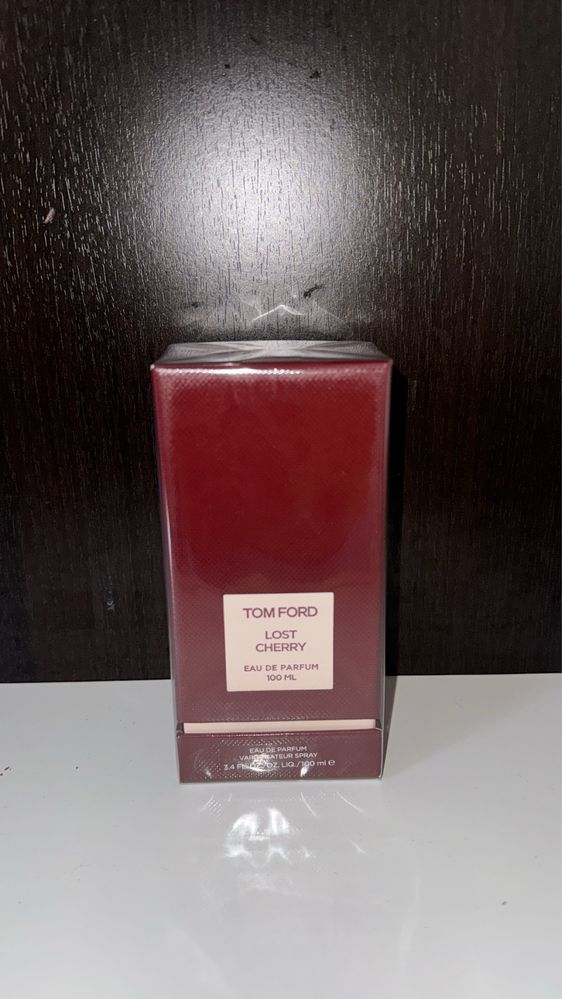 TOM FORD
LOST
CHERRY
EAU DE PARFUM
100 ML
EAU DE PARFUM
VAPORISATEUR SPRAY
3.4 FL. OZ./OZ. LIQ./100 ml ℮